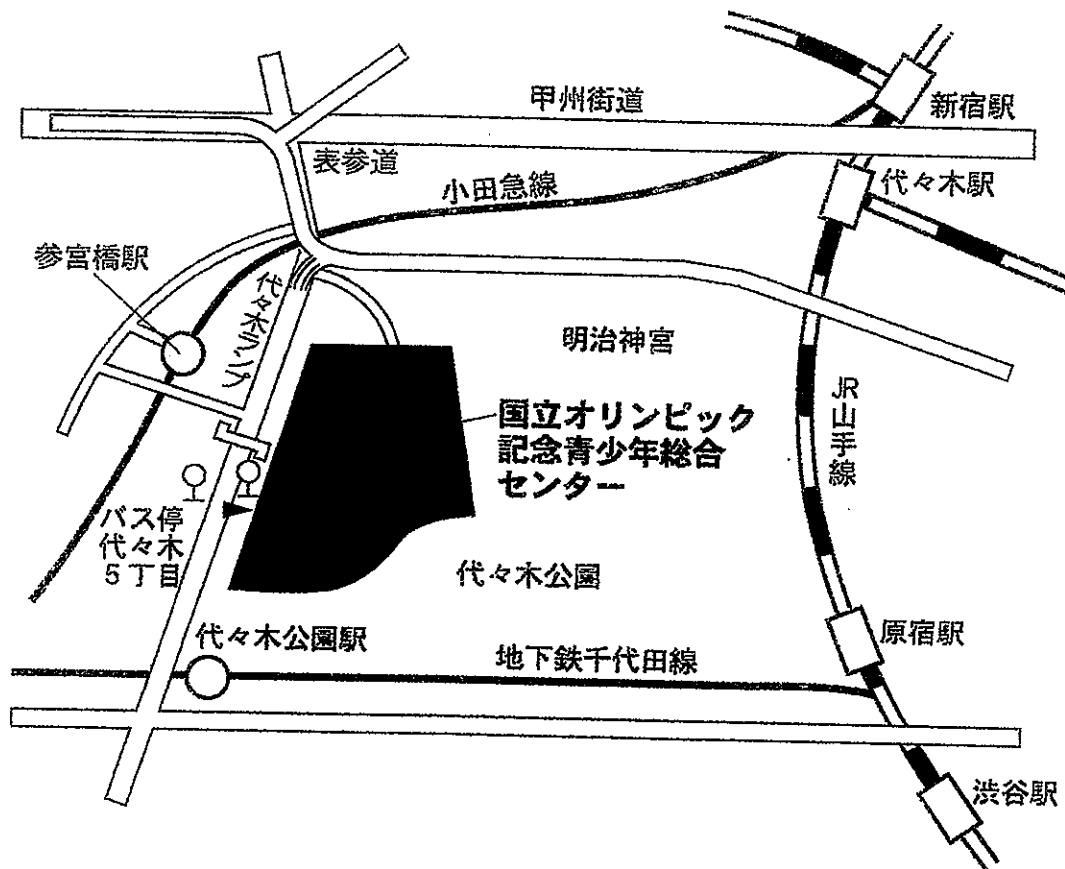 甲州街道
新宿駅
表参道
代々木駅
小田急線
参宮橋駅
代々木ランプ
明治神宮
JR山手線
国立オリンピック
記念青少年総合
センター
バス停
代々木
5丁目
代々木公園
代々木公園駅
原宿駅
地下鉄千代田線
渋谷駅